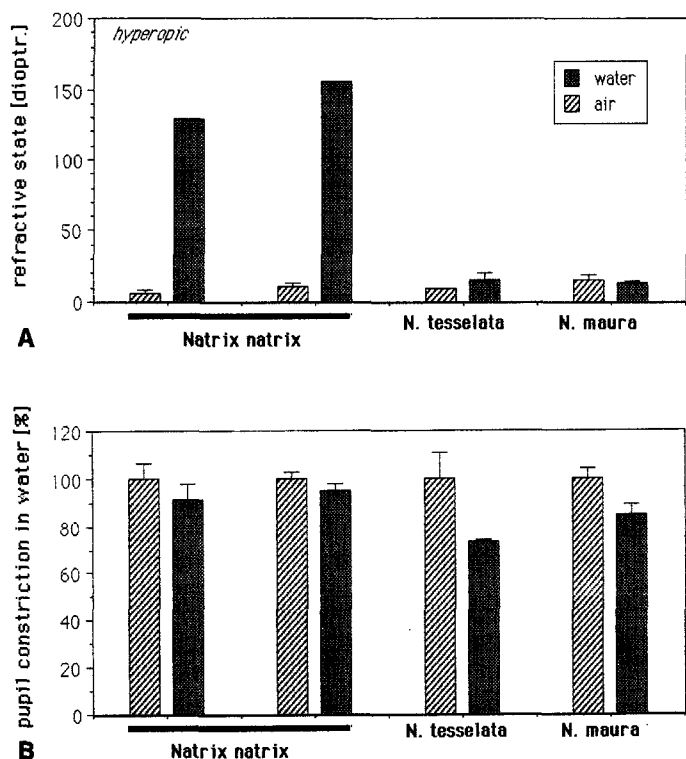 200
150
100
50
0
refractive state [dioptr.]
hyperopic
water
air
A
Natrix natrix
N. tesselata
N. maura
120
100
80
60
40
20
0
pupil constriction in water [%]
B
Natrix natrix
N. tesselata
N. maura